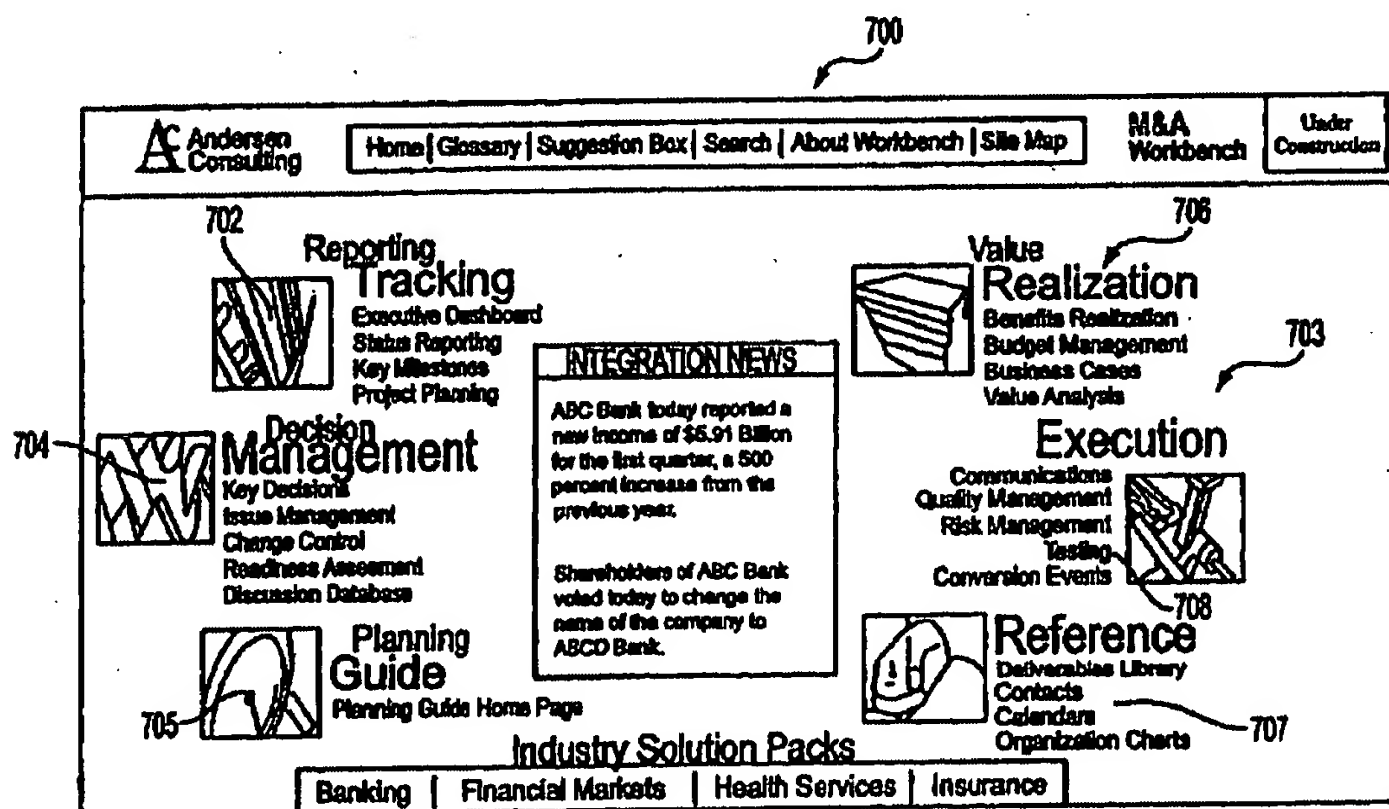 700
Andersen
Consulting
Home | Glossary | Suggestion Box | Search | About Workbench | Site Map
M&A
Workbench
Under
Construction
702
Reporting
Tracking
Executive Dashboard
Status Reporting
Key Milestones
Project Planning
704
Decision
Management
Key Decisions
Issue Management
Change Control
Readiness Assesment
Discussion Database
705
Planning
Guide
Planning Guide Home Page
INTEGRATION NEWS
ABC Bank today reported a
new income of $5.91 Billion
for the first quarter, a 500
percent increase from the
previous year.
Shareholders of ABC Bank
voted today to change the
name of the company to
ABCD Bank.
706
Value
Realization
Benefits Realization
Budget Management
Business Cases
Value Analysis
703
Execution
Communications
Quality Management
Risk Management
Testing
Conversion Events
708
Reference
Deliverables Library
Contacts
Calendars
Organization Charts
707
Industry Solution Packs
Banking | Financial Markets | Health Services | Insurance